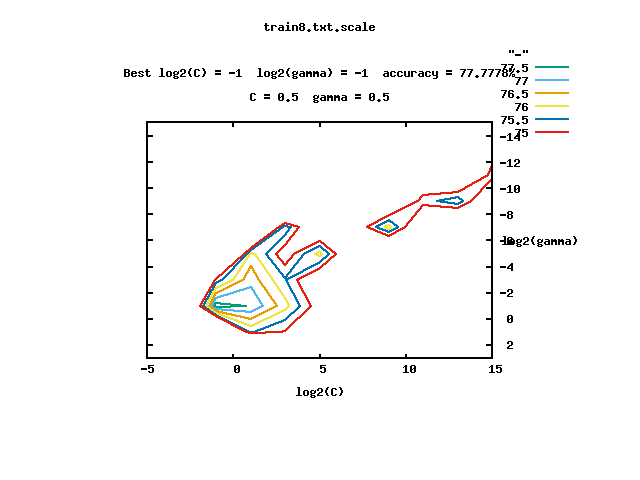 train8.txt.scale
"-"
Best log2(C) = -1  log2(gamma) = -1  accuracy = 77.7778%
77.5
77
C = 0.5  gamma = 0.5
76.5
76
75.5
75
-14
-12
-10
-8
-6
log2(gamma)
-4
-2
0
2
-5 0 5 10 15
log2(C)